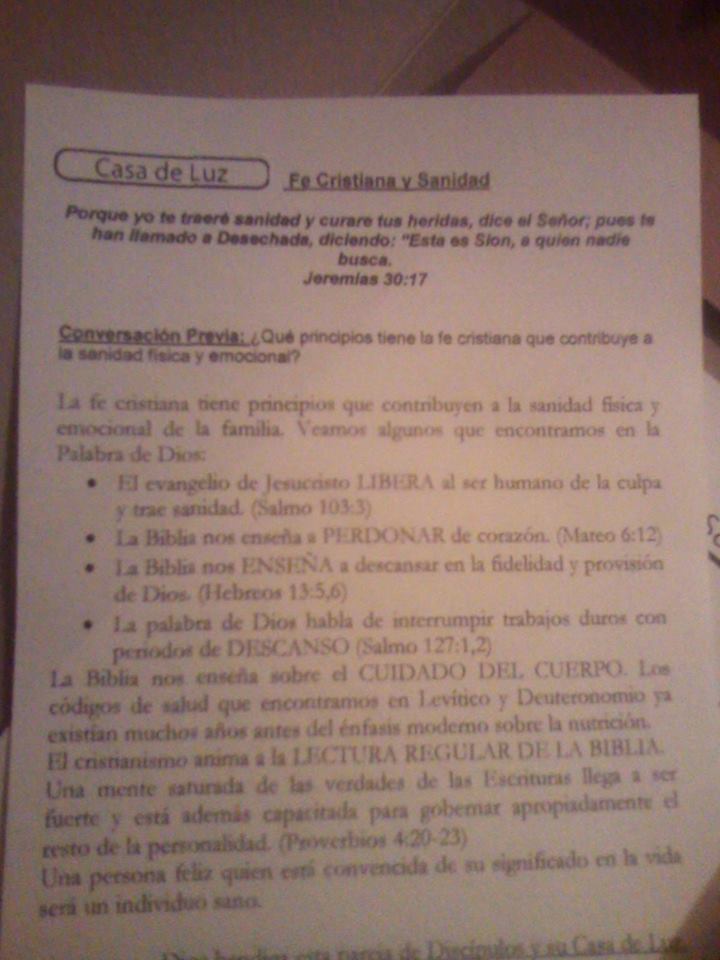 Casa de Luz Fe Cristiana y Sanidad
Porque yo te traeré sanidad y curare tus heridas, dice el Señor; pues te
han llamado a Desechada, diciendo: "Esta es Sion, a quien nadie
busca.
Jeremías 30:17
Conversación Previa: ¿Qué principios tiene la fe cristiana que contribuye a
la sanidad física y emocional?
La fe cristiana tiene principios que contribuyen a la sanidad física y
emocional de la familia. Veamos algunos que encontramos en la
Palabra de Dios:
• El evangelio de Jesucristo LIBERA al ser humano de la culpa
y trae sanidad. (Salmo 103:3)
• La Biblia nos enseña a PERDONAR de corazón. (Mateo 6:12)
• La Biblia nos ENSEÑA a descansar en la fidelidad y provisión
de Dios. (Hebreos 13:5,6)
• La palabra de Dios habla de interrumpir trabajos duros con
periodos de DESCANSO (Salmo 127:1,2)
La Biblia nos enseña sobre el CUIDADO DEL CUERPO. Los
códigos de salud que encontramos en Levítico y Deuteronomio ya
existían muchos años antes del énfasis moderno sobre la nutrición.
El cristianismo anima a la LECTURA REGULAR DE LA BIBLIA.
Una mente saturada de las verdades de las Escrituras llega a ser
fuerte y está además capacitada para gobernar apropiadamente el
resto de la personalidad. (Proverbios 4:20-23)
Una persona feliz quien está convencida de su significado en la vida
será un individuo sano.
Dios bendiga esta pareja de Discípulos y su Casa de Luz